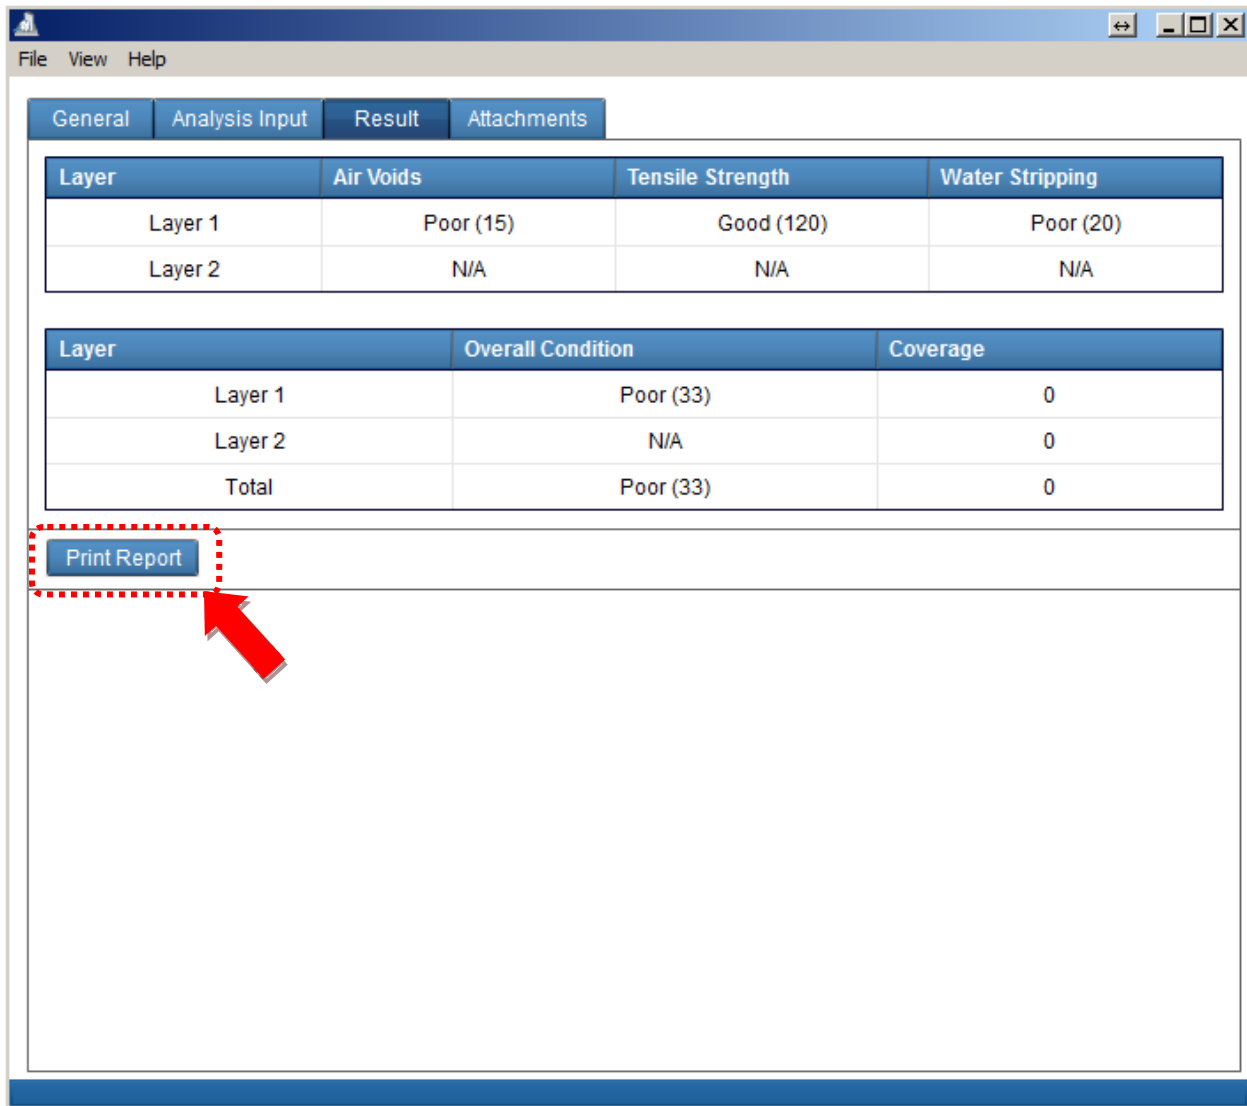 File View Help
General Analysis Input Result Attachments
Layer Air Voids Tensile Strength Water Stripping
Layer 1 Poor (15) Good (120) Poor (20)
Layer 2 N/A N/A N/A
Layer Overall Condition Coverage
Layer 1 Poor (33) 0
Layer 2 N/A 0
Total Poor (33) 0
Print Report